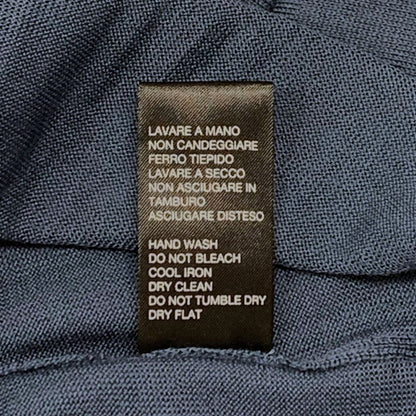 LAVARE A MANO
NON CANDEGGIARE
FERRO TIEPIDO
LAVARE A SECCO
NON ASCIUGARE IN
TAMBURO
ASCIUGARE DISTESO
HAND WASH
DO NOT BLEACH
COOL IRON
DRY CLEAN
DO NOT TUMBLE DRY
DRY FLAT